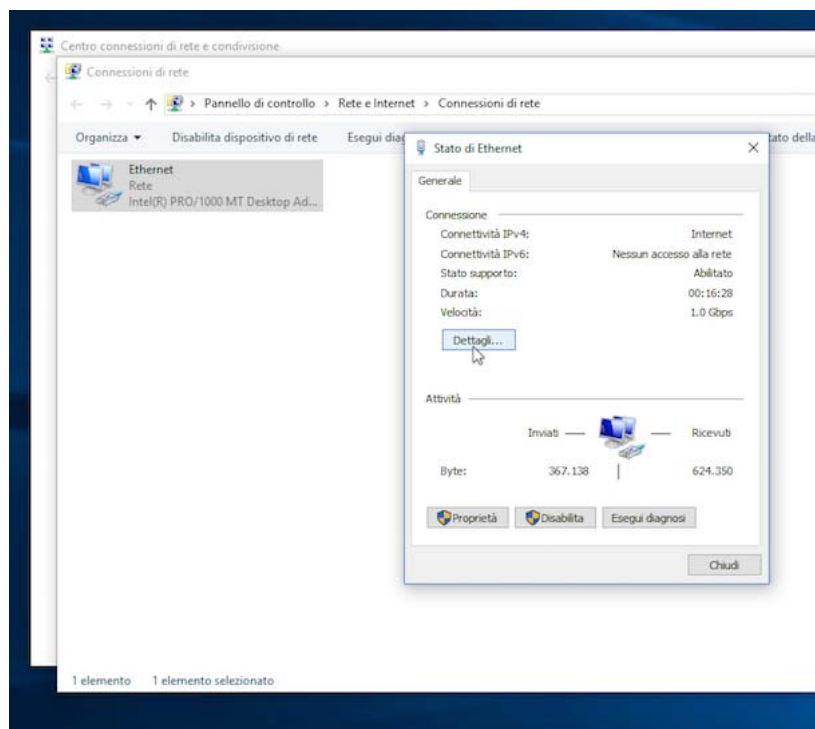 Centro connessioni di rete e condivisione
Connessioni di rete
Pannello di controllo › Rete e Internet › Connessioni di rete
Organizza Disabilita dispositivo di rete Esegui diag tato della
Ethernet
Rete
Intel(R) PRO/1000 MT Desktop Ad...
Stato di Ethernet
Generale
Connessione
Connettività IPv4: Internet
Connettività IPv6: Nessun accesso alla rete
Stato supporto: Abilitato
Durata: 00:16:28
Velocità: 1.0 Gbps
Dettagli...
Attività
Inviati — — Ricevuti
Byte: 367.138 624.350
Proprietà Disabilita Esegui diagnosi
Chiudi
1 elemento 1 elemento selezionato